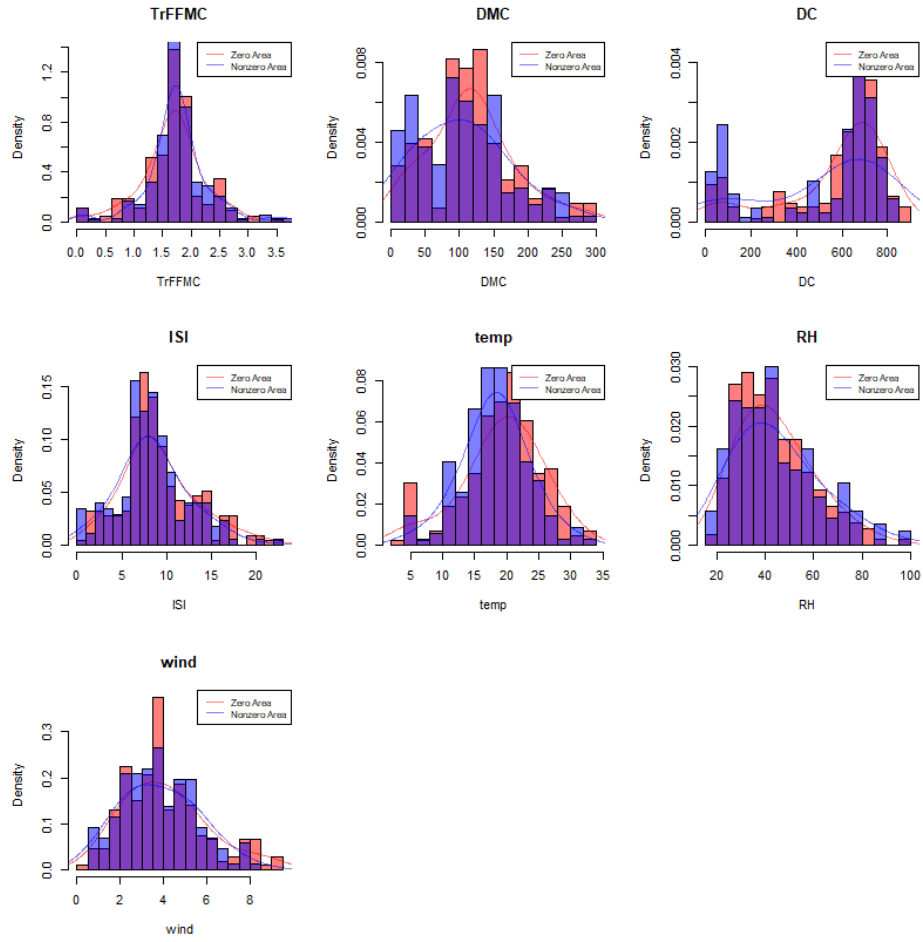 TrFFMC
Zero Area
Nonzero Area
Density
0.0 0.4 0.8 1.2
0.0 0.5 1.0 1.5 2.0 2.5 3.0 3.5
TrFFMC
DMC
Zero Area
Nonzero Area
Density
0.000 0.004 0.008
0 50 100 150 200 250 300
DMC
DC
Zero Area
Nonzero Area
Density
0.000 0.002 0.004
0 200 400 600 800
DC
ISI
Zero Area
Nonzero Area
Density
0.00 0.05 0.10 0.15
0 5 10 15 20
ISI
temp
Zero Area
Nonzero Area
Density
0.00 0.02 0.04 0.06 0.08
5 10 15 20 25 30 35
temp
RH
Zero Area
Nonzero Area
Density
0.000 0.010 0.020 0.030
20 40 60 80 100
RH
wind
Zero Area
Nonzero Area
Density
0.0 0.1 0.2 0.3
0 2 4 6 8
wind